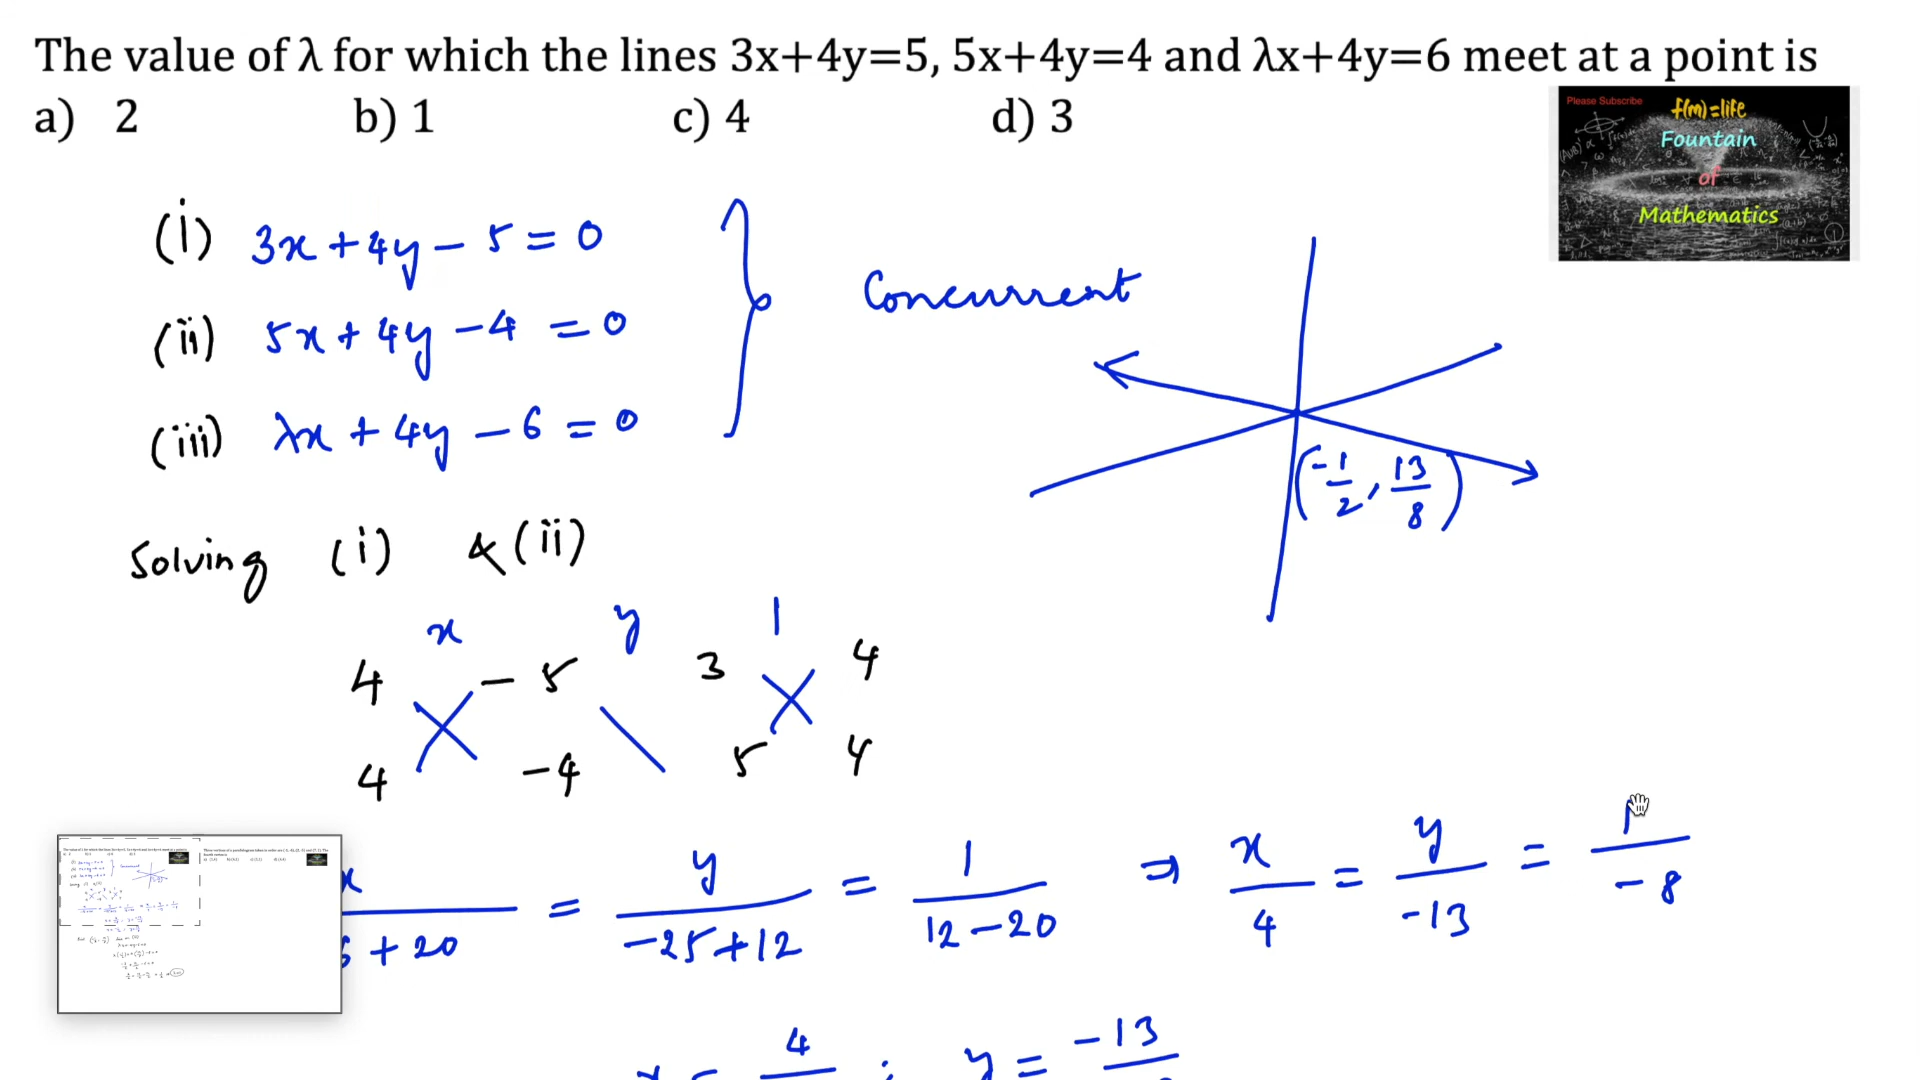 The value of λ for which the lines 3x+4y=5, 5x+4y=4 and λx+4y=6 meet at a point is
a) 2 b) 1 c) 4 d) 3
Please Subscribe
f(m)=life
Fountain
of
Mathematics
(i) 3x + 4y - 5 = 0
(ii) 5x + 4y - 4 = 0
(iii) λx + 4y - 6 = 0
Concurrent
(-1/2, 13/8)
Solving (i) & (ii)
x y 1
4 -5 3 4
4 -4 5 4
x/ +20 = y/-25+12 = 1/12-20 ⇒ x/4 = y/-13 = 1/-8
x = 4 ; y = -13